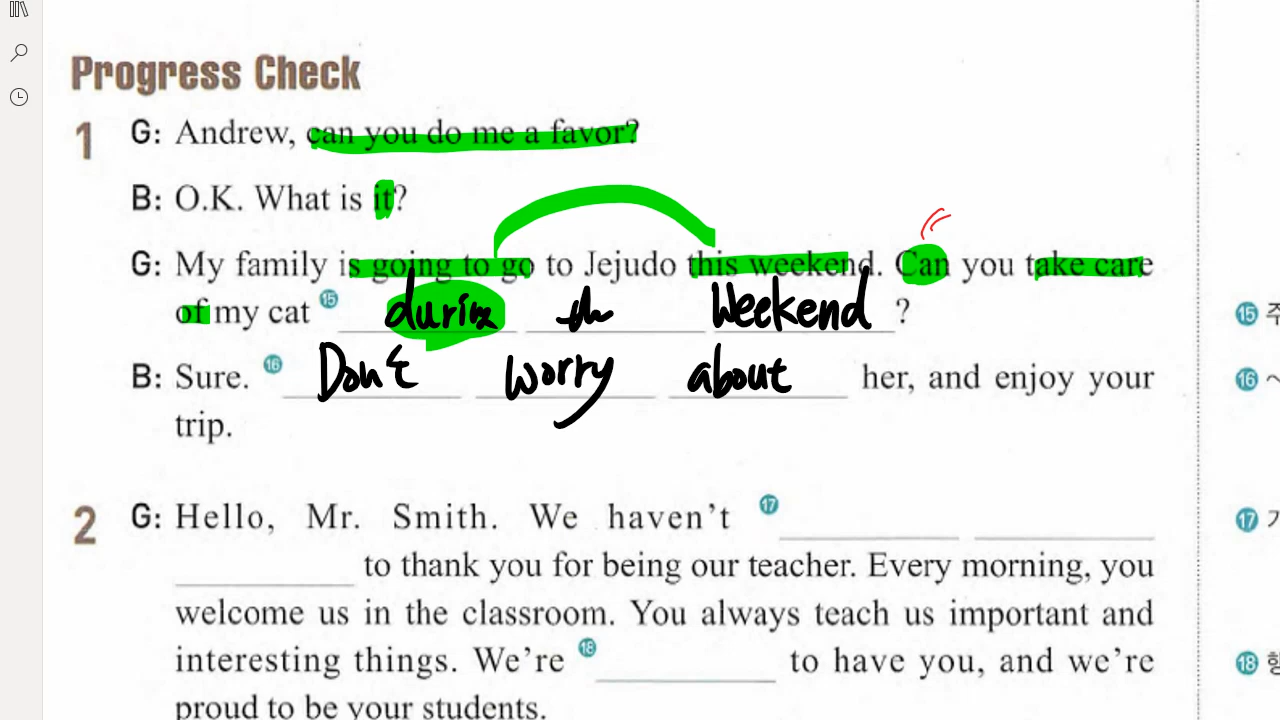 Progress Check
1 G: Andrew, can you do me a favor?
B: O.K. What is it?
G: My family is going to go to Jejudo this weekend. Can you take care
of my cat 15 during the Weekend ?
15 주
B: Sure. 16 Don't worry about her, and enjoy your
16 ~
trip.
2 G: Hello, Mr. Smith. We haven't 17
17
to thank you for being our teacher. Every morning, you
welcome us in the classroom. You always teach us important and
interesting things. We're 18 to have you, and we're
18
proud to be your students.